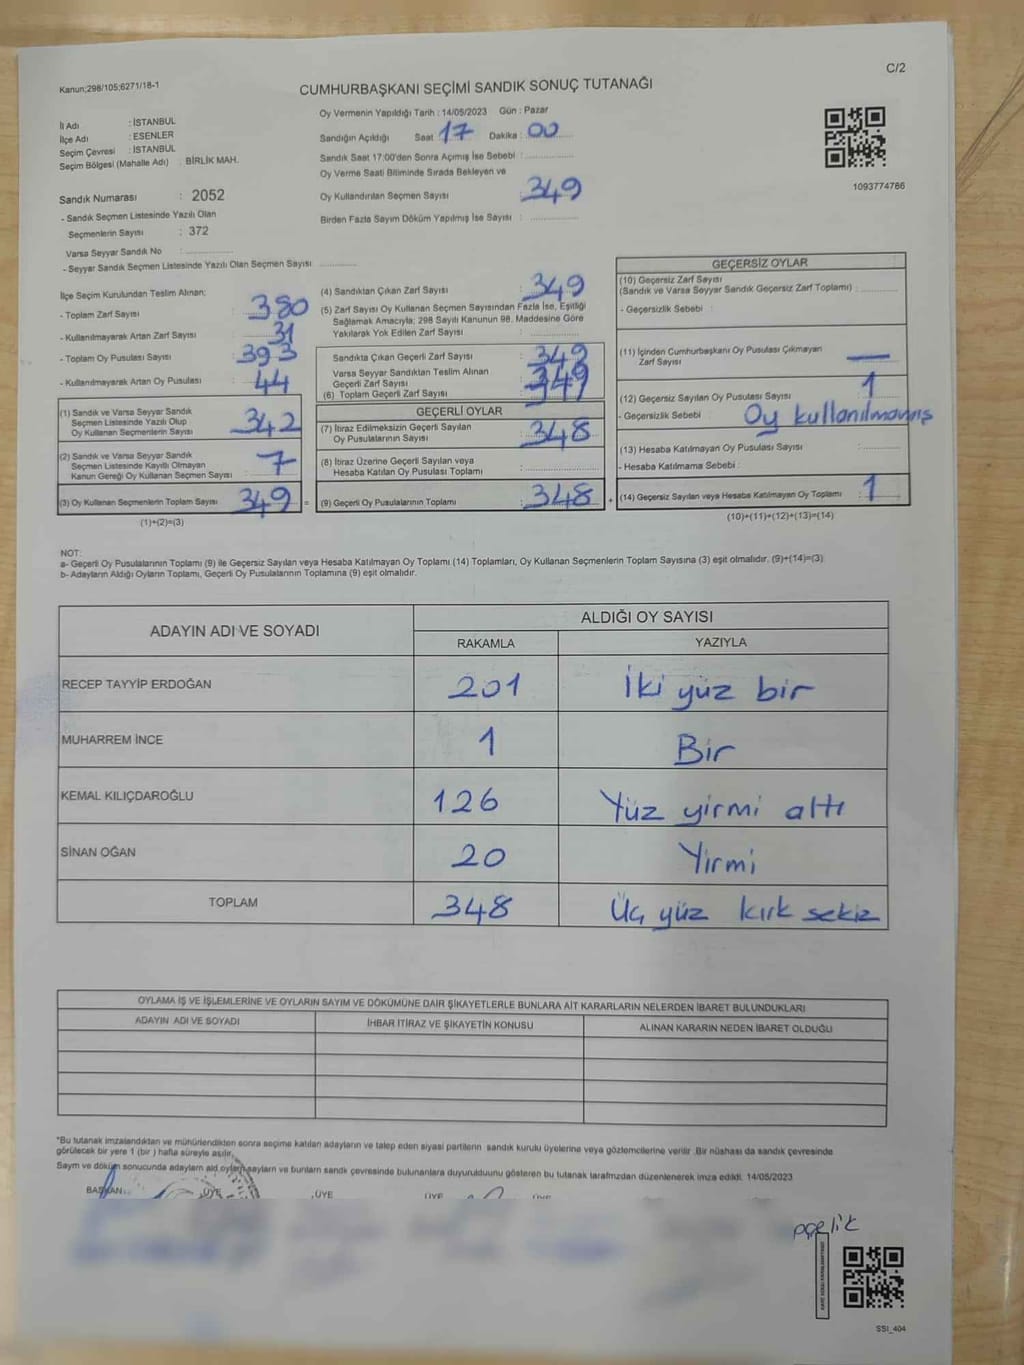 C/2
Kanun;298/105;6271/18-1
CUMHURBAŞKANI SEÇİMİ SANDIK SONUÇ TUTANAĞI
İl Adı : İSTANBUL
İlçe Adı : ESENLER
Seçim Çevresi : İSTANBUL
Seçim Bölgesi (Mahalle Adı) : BİRLİK MAH.
Oy Vermenin Yapıldığı Tarih : 14/05/2023 Gün : Pazar
Sandığın Açıldığı Saat 17 Dakika : 00
Sandık Saat 17:00'den Sonra Açımış İse Sebebi :
Oy Verme Saati Bitiminde Sırada Bekleyen ve
Oy Kullandırılan Seçmen Sayısı : 349
Birden Fazla Sayım Döküm Yapılmış İse Sayısı :
1093774786
Sandık Numarası : 2052
- Sandık Seçmen Listesinde Yazılı Olan
Seçmenlerin Sayısı : 372
Varsa Seyyar Sandık No :
- Seyyar Sandık Seçmen Listesinde Yazılı Olan Seçmen Sayısı
İlçe Seçim Kurulundan Teslim Alınan:
- Toplam Zarf Sayısı : 380
- Kullanılmayarak Artan Zarf Sayısı : 31
- Toplam Oy Pusulası Sayısı : 393
- Kullanılmayarak Artan Oy Pusulası : 44
(1) Sandık ve Varsa Seyyar Sandık
Seçmen Listesinde Yazılı Olup
Oy Kullanan Seçmenlerin Sayısı : 342
(2) Sandık ve Varsa Seyyar Sandık
Seçmen Listesinde Kayıtlı Olmayan
Kanun Gereği Oy Kullanan Seçmen Sayısı : 7
(3) Oy Kullanan Seçmenlerin Toplam Sayısı : 349 =
(1)+(2)=(3)
(4) Sandıktan Çıkan Zarf Sayısı : 349
(5) Zarf Sayısı Oy Kullanan Seçmen Sayısından Fazla İse, Eşitliği
Sağlamak Amacıyla; 298 Sayılı Kanunun 98. Maddesine Göre
Yakılarak Yok Edilen Zarf Sayısı :
Sandıkta Çıkan Geçerli Zarf Sayısı : 349
Varsa Seyyar Sandıktan Teslim Alınan
Geçerli Zarf Sayısı
(6) Toplam Geçerli Zarf Sayısı : 349
GEÇERLİ OYLAR
(7) İtiraz Edilmeksizin Geçerli Sayılan
Oy Pusulalarının Sayısı : 348
(8) İtiraz Üzerine Geçerli Sayılan veya
Hesaba Katılan Oy Pusulası Toplamı :
(9) Geçerli Oy Pusulalarının Toplamı : 348 +
GEÇERSİZ OYLAR
(10) Geçersiz Zarf Sayısı
(Sandık ve Varsa Seyyar Sandık Geçersiz Zarf Toplamı) :
- Geçersizlik Sebebi :
(11) İçinden Cumhurbaşkanı Oy Pusulası Çıkmayan
Zarf Sayısı : —
(12) Geçersiz Sayılan Oy Pusulası Sayısı : 1
- Geçersizlik Sebebi : Oy kullanılmamış
(13) Hesaba Katılmayan Oy Pusulası Sayısı :
- Hesaba Katılmama Sebebi :
(14) Geçersiz Sayılan veya Hesaba Katılmayan Oy Toplamı : 1
(10)+(11)+(12)+(13)=(14)
NOT:
a- Geçerli Oy Pusulalarının Toplamı (9) ile Geçersiz Sayılan veya Hesaba Katılmayan Oy Toplamı (14) Toplamları, Oy Kullanan Seçmenlerin Toplam Sayısına (3) eşit olmalıdır. (9)+(14)=(3)
b- Adayların Aldığı Oyların Toplamı, Geçerli Oy Pusulalarının Toplamına (9) eşit olmalıdır.
ADAYIN ADI VE SOYADI ALDIĞI OY SAYISI
RAKAMLA YAZIYLA
RECEP TAYYİP ERDOĞAN 201 İki yüz bir
MUHARREM İNCE 1 Bir
KEMAL KILIÇDAROĞLU 126 Yüz yirmi altı
SİNAN OĞAN 20 Yirmi
TOPLAM 348 Üç yüz kırk sekiz
OYLAMA İŞ VE İŞLEMLERİNE VE OYLARIN SAYIM VE DÖKÜMÜNE DAİR ŞİKAYETLERLE BUNLARA AİT KARARLARIN NELERDEN İBARET BULUNDUKLARI
ADAYIN ADI VE SOYADI İHBAR İTİRAZ VE ŞİKAYETİN KONUSU ALINAN KARARIN NEDEN İBARET OLDUĞU
*Bu tutanak imzalandıktan ve mühürlendikten sonra seçime katılan adayların ve talep eden siyasi partilerin sandık kurulu üyelerine veya gözlemcilerine verilir. Bir nüshası da sandık çevresinde
görülecek bir yere 1 (bir ) hafta süreyle asılır.
Sayım ve döküm sonucunda adayların ald oyların sayların ve bunların sandık çevresinde bulunanlara duyurulduunu gösteren bu tutanak tarafmzdan düzenlenerek imza edildi. 14/05/2023
BAŞKAN ÜYE ÜYE ÜYE
SSI_404